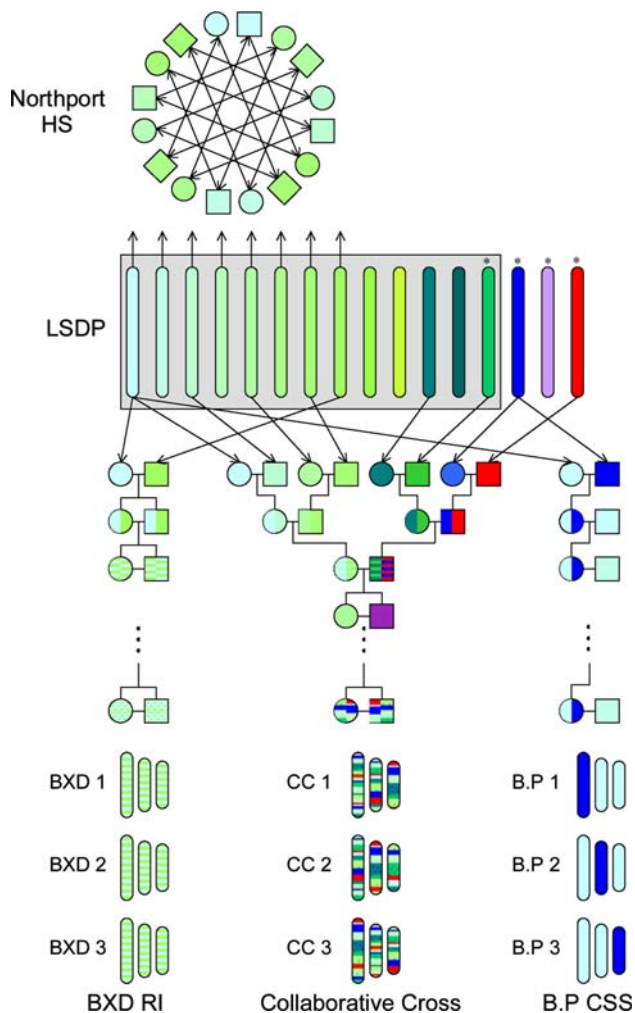 Northport
HS
* * * *
LSDP
BXD 1 CC 1 B.P 1
BXD 2 CC 2 B.P 2
BXD 3 CC 3 B.P 3
BXD RI Collaborative Cross B.P CSS